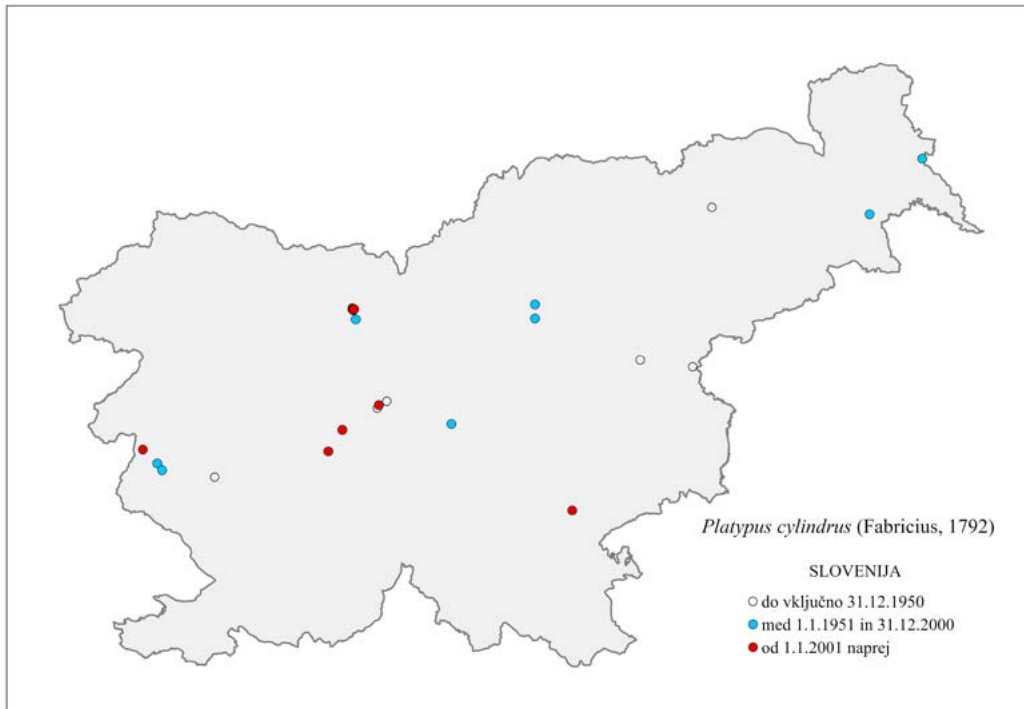 Platypus cylindrus (Fabricius, 1792)
SLOVENIJA
do vključno 31.12.1950
med 1.1.1951 in 31.12.2000
od 1.1.2001 naprej